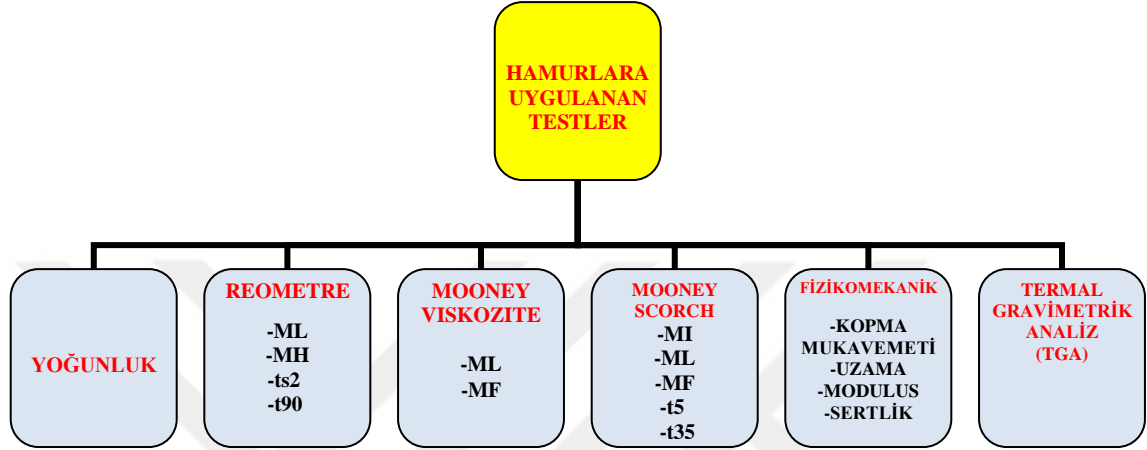 HAMURLARA
UYGULANAN
TESTLER
YOĞUNLUK
REOMETRE
-ML
-MH
-ts2
-t90
MOONEY
VISKOZITE
-ML
-MF
MOONEY
SCORCH
-MI
-ML
-MF
-t5
-t35
FİZİKOMEKANİK
-KOPMA
MUKAVEMETİ
-UZAMA
-MODULUS
-SERTLİK
TERMAL
GRAVİMETRİK
ANALİZ
(TGA)